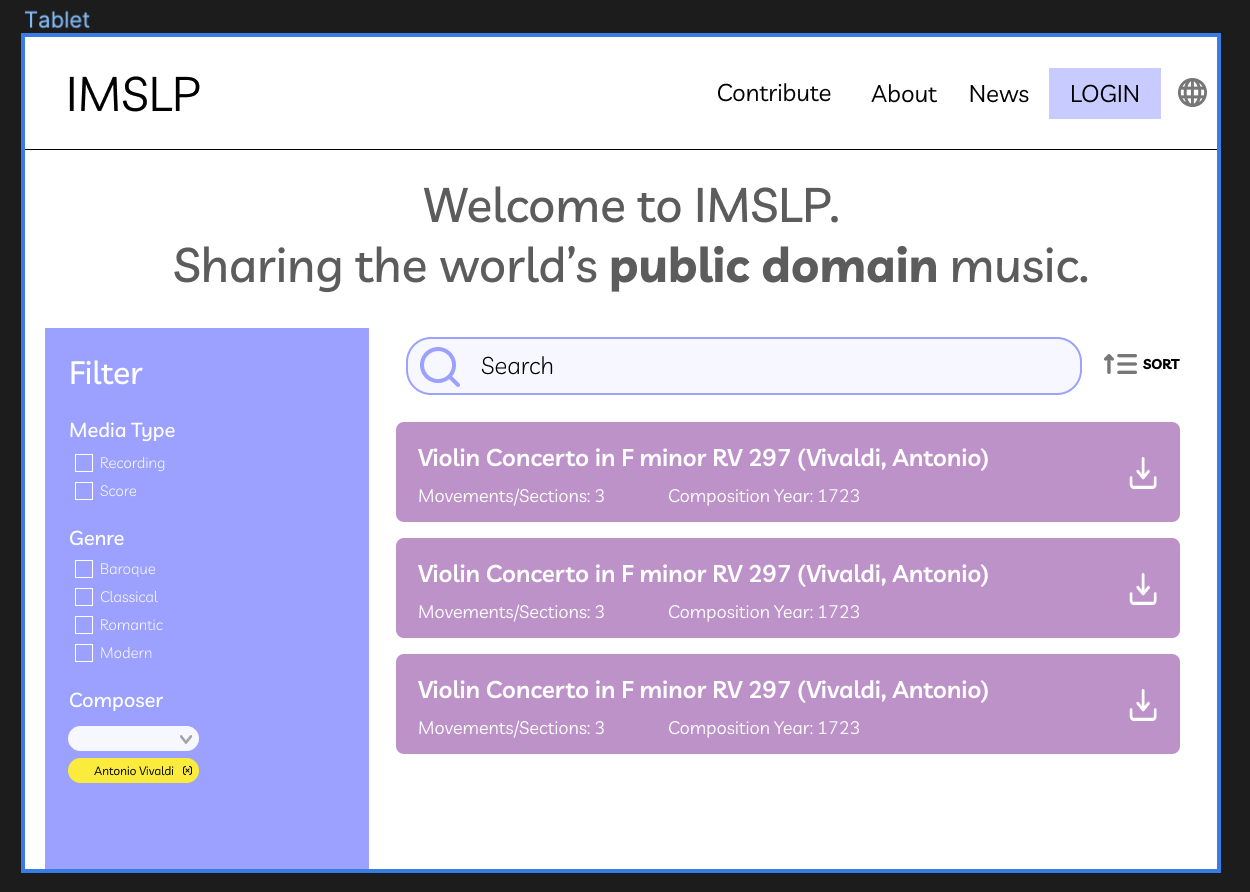 Tablet
IMSLP
Contribute About News LOGIN
Welcome to IMSLP.
Sharing the world’s public domain music.
Filter
Media Type
Recording
Score
Genre
Baroque
Classical
Romantic
Modern
Composer
Antonio Vivaldi (x)
Search
SORT
Violin Concerto in F minor RV 297 (Vivaldi, Antonio)
Movements/Sections: 3 Composition Year: 1723
Violin Concerto in F minor RV 297 (Vivaldi, Antonio)
Movements/Sections: 3 Composition Year: 1723
Violin Concerto in F minor RV 297 (Vivaldi, Antonio)
Movements/Sections: 3 Composition Year: 1723